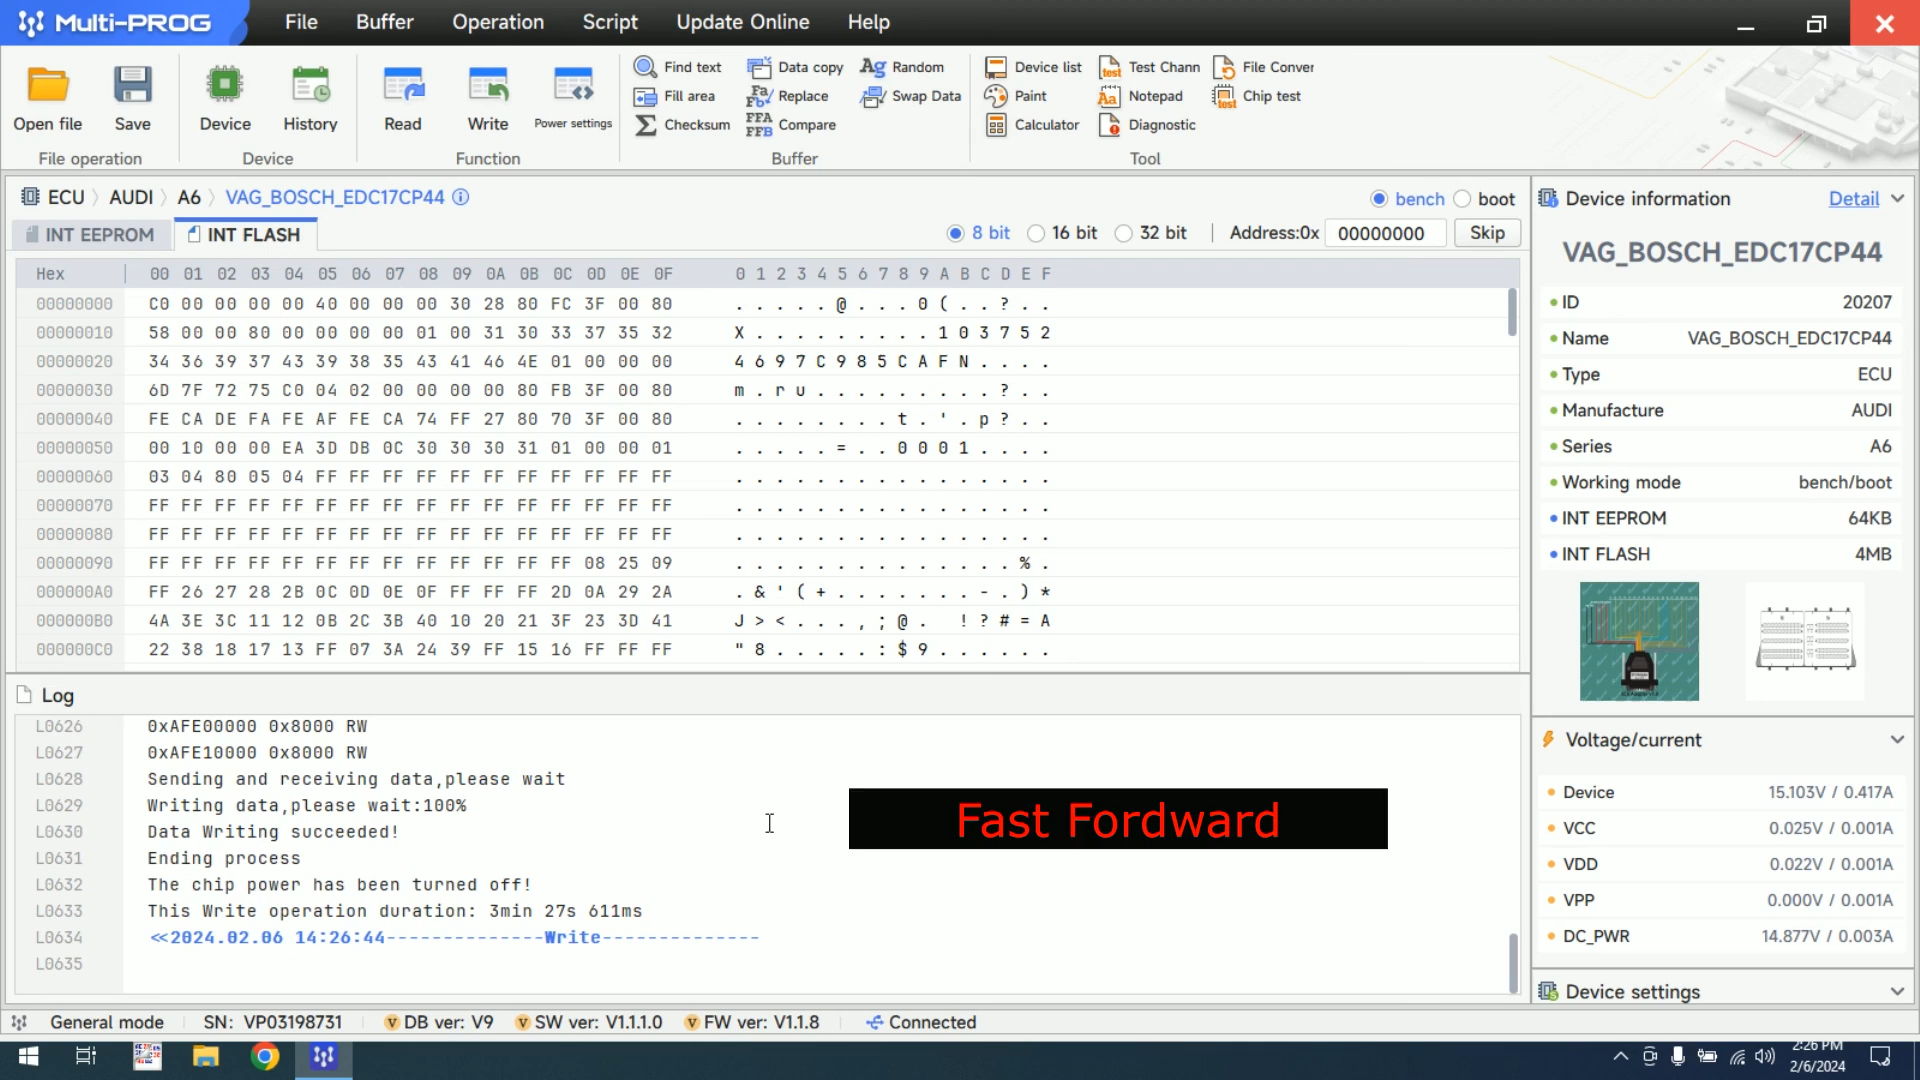 Multi-PROG File Buffer Operation Script Update Online Help
Open file Save Device History Read Write Power settings
File operation Device Function
Find text Data copy Random
Fill area Replace Swap Data
Checksum Compare
Buffer
Device list Test Chann File Conver
Paint Notepad Chip test
Calculator Diagnostic
Tool
ECU AUDI A6 VAG_BOSCH_EDC17CP44 bench boot
INT EEPROM INT FLASH 8 bit 16 bit 32 bit Address:0x 00000000 Skip
Hex 00 01 02 03 04 05 06 07 08 09 0A 0B 0C 0D 0E 0F 0 1 2 3 4 5 6 7 8 9 A B C D E F
00000000 C0 00 00 00 00 40 00 00 00 30 28 80 FC 3F 00 80 . . . . . @ . . . 0 ( . . ? . .
00000010 58 00 00 80 00 00 00 00 01 00 31 30 33 37 35 32 X . . . . . . . . . 1 0 3 7 5 2
00000020 34 36 39 37 43 39 38 35 43 41 46 4E 01 00 00 00 4 6 9 7 C 9 8 5 C A F N . . . .
00000030 6D 7F 72 75 C0 04 02 00 00 00 00 80 FB 3F 00 80 m . r u . . . . . . . . . ? . .
00000040 FE CA DE FA FE AF FE CA 74 FF 27 80 70 3F 00 80 . . . . . . . . t . ' . p ? . .
00000050 00 10 00 00 EA 3D DB 0C 30 30 30 31 01 00 00 01 . . . . . = . . 0 0 0 1 . . . .
00000060 03 04 80 05 04 FF FF FF FF FF FF FF FF FF FF FF . . . . . . . . . . . . . . . .
00000070 FF FF FF FF FF FF FF FF FF FF FF FF FF FF FF FF . . . . . . . . . . . . . . . .
00000080 FF FF FF FF FF FF FF FF FF FF FF FF FF FF FF FF . . . . . . . . . . . . . . . .
00000090 FF FF FF FF FF FF FF FF FF FF FF FF FF 08 25 09 . . . . . . . . . . . . . . % .
000000A0 FF 26 27 28 2B 0C 0D 0E 0F FF FF FF 2D 0A 29 2A . & ' ( + . . . . . . . - . ) *
000000B0 4A 3E 3C 11 12 0B 2C 3B 40 10 20 21 3F 23 3D 41 J > < . . . , ; @ . ! ? # = A
000000C0 22 38 18 17 13 FF 07 3A 24 39 FF 15 16 FF FF FF " 8 . . . . . : $ 9 . . . . . .
Log
L0626 0xAFE00000 0x8000 RW
L0627 0xAFE10000 0x8000 RW
L0628 Sending and receiving data,please wait
L0629 Writing data,please wait:100%
L0630 Data Writing succeeded!
L0631 Ending process
L0632 The chip power has been turned off!
L0633 This Write operation duration: 3min 27s 611ms
L0634 <<2024.02.06 14:26:44--------------Write--------------
L0635
Fast Fordward
Device information Detail
VAG_BOSCH_EDC17CP44
ID 20207
Name VAG_BOSCH_EDC17CP44
Type ECU
Manufacture AUDI
Series A6
Working mode bench/boot
INT EEPROM 64KB
INT FLASH 4MB
Voltage/current
Device 15.103V / 0.417A
VCC 0.025V / 0.001A
VDD 0.022V / 0.001A
VPP 0.000V / 0.001A
DC_PWR 14.877V / 0.003A
Device settings
General mode SN: VP03198731 DB ver: V9 SW ver: V1.1.1.0 FW ver: V1.1.8 Connected
2:26 PM
2/6/2024